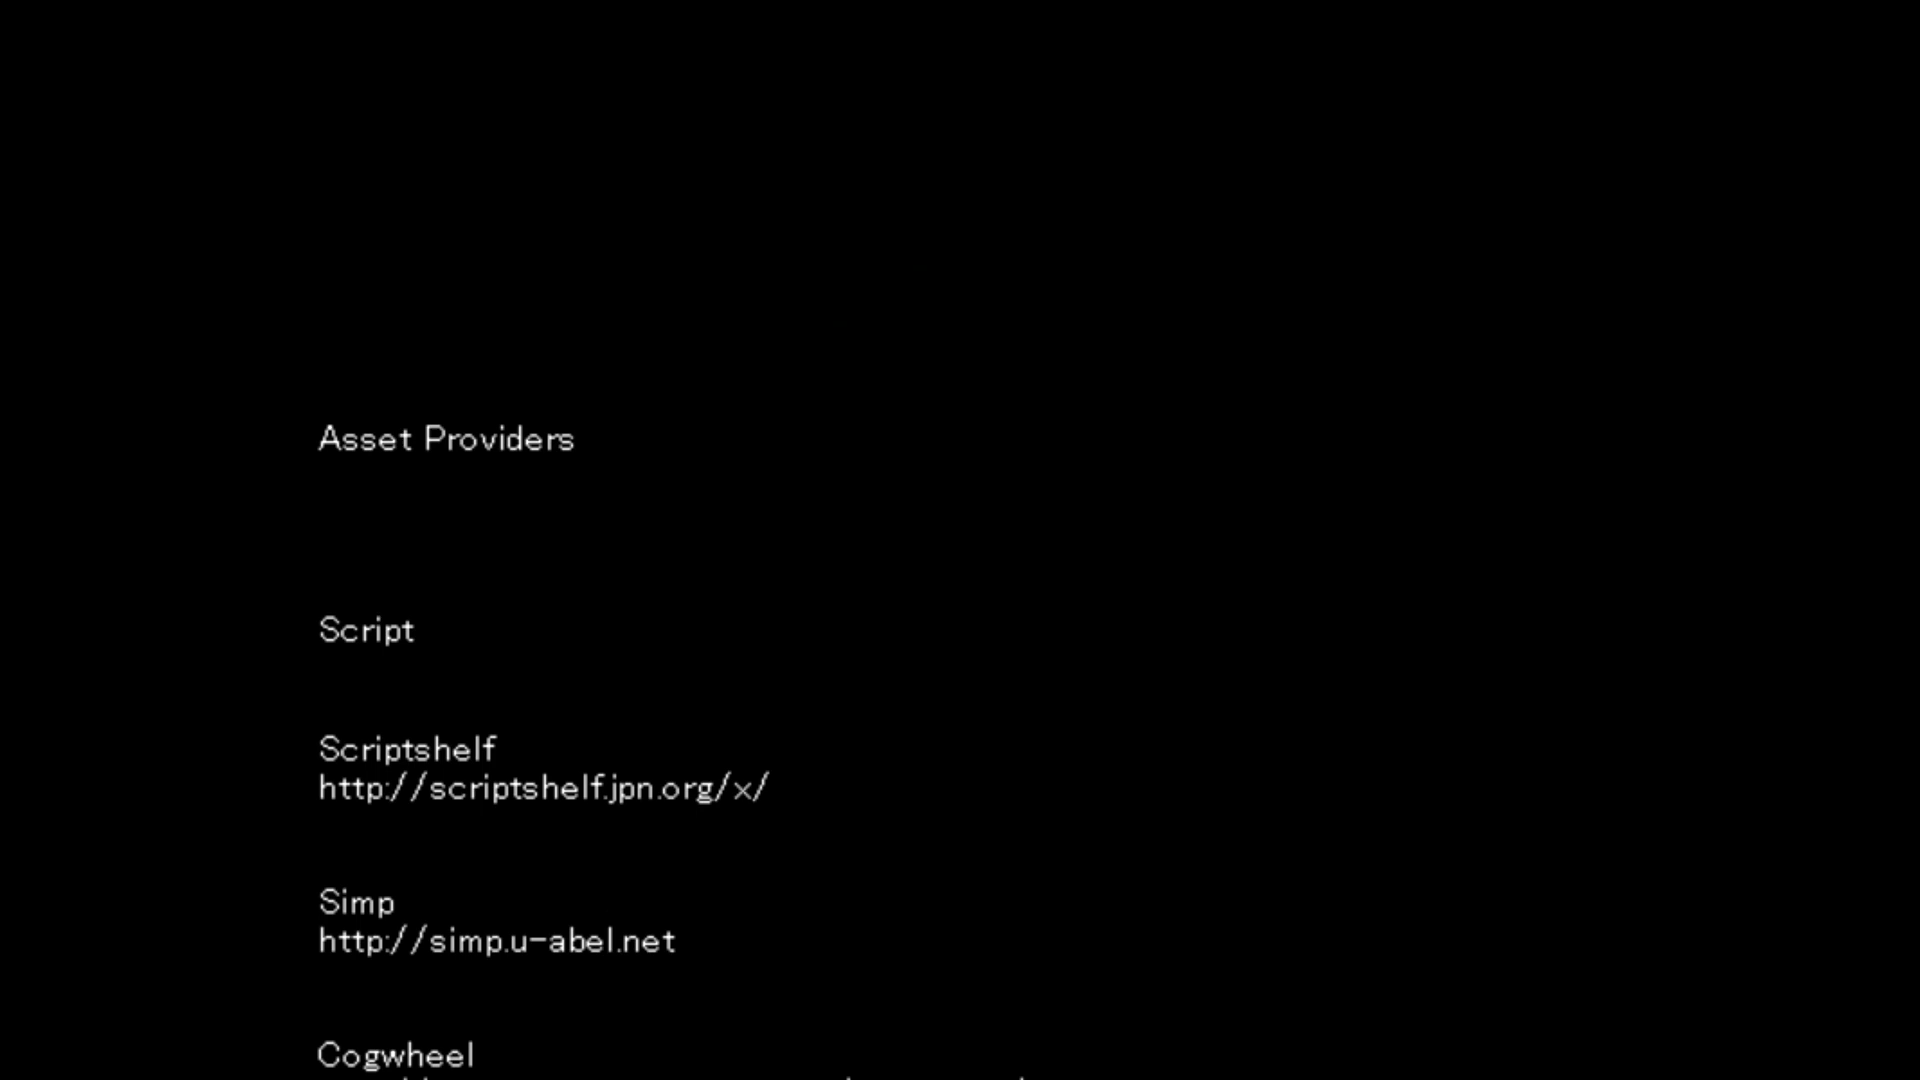 Asset Providers
Script
Scriptshelf
http://scriptshelf.jpn.org/x/
Simp
http://simp.u-abel.net
Cogwheel